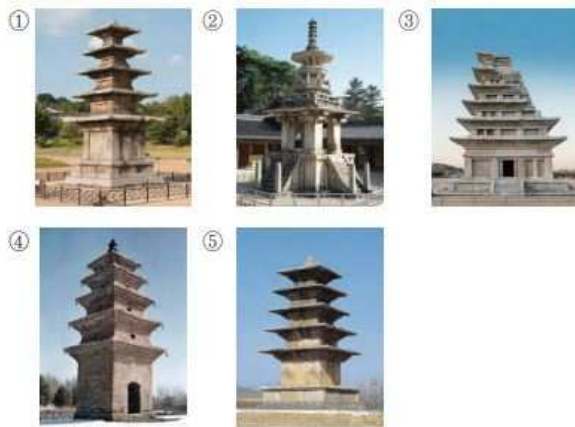 ① ② ③
④ ⑤